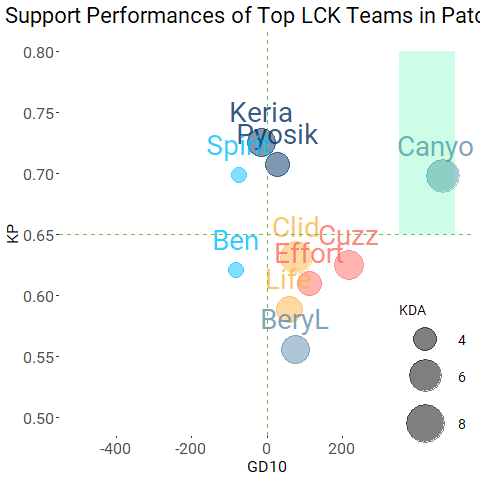 Support Performances of Top LCK Teams in Patc
0.80
0.75
0.70
0.65
0.60
0.55
0.50
KP
Keria
Pyosik
Canyo
Ben
Clid
Cuzz
Effort
Life
BeryL
KDA
4
6
8
-400
-200
0
200
GD10